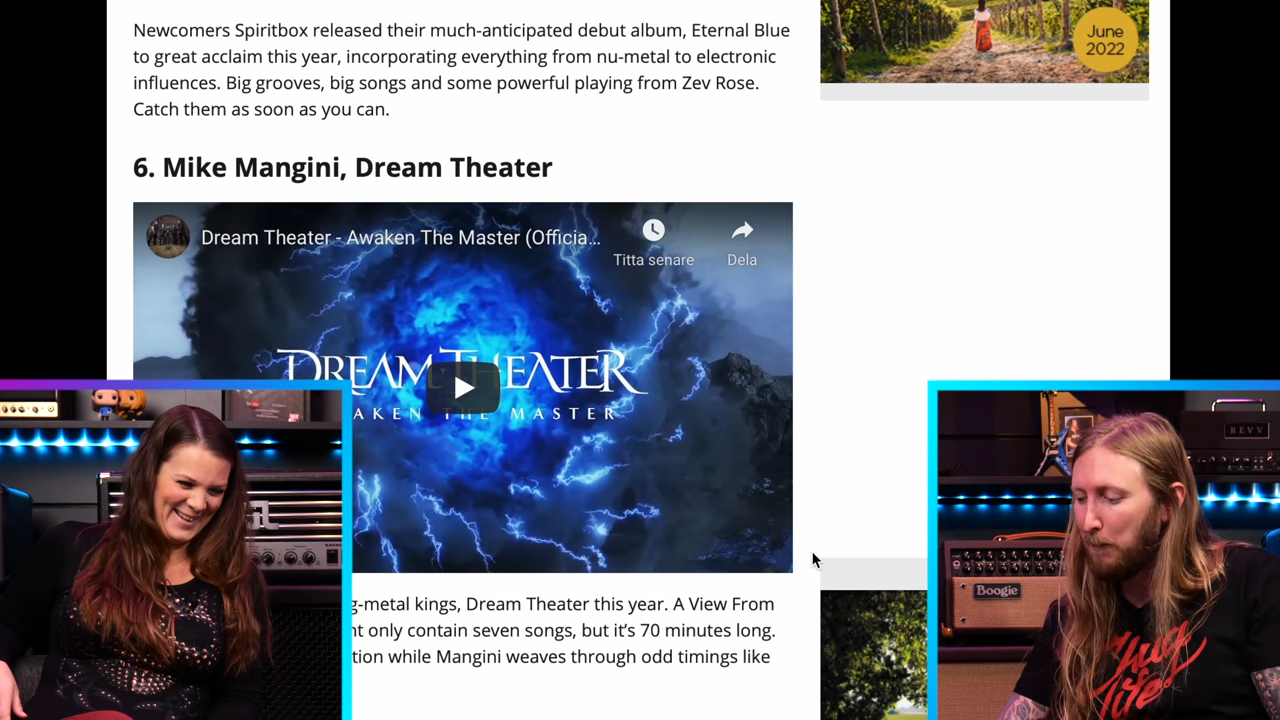 Newcomers Spiritbox released their much-anticipated debut album, Eternal Blue
to great acclaim this year, incorporating everything from nu-metal to electronic
influences. Big grooves, big songs and some powerful playing from Zev Rose.
Catch them as soon as you can.
June
2022
6. Mike Mangini, Dream Theater
Dream Theater - Awaken The Master (Officia...
Titta senare
Dela
DREAM THEATER
AKEN THE MASTER
g-metal kings, Dream Theater this year. A View From
nt only contain seven songs, but it's 70 minutes long.
tion while Mangini weaves through odd timings like
REVV
Boogie
Chug
life